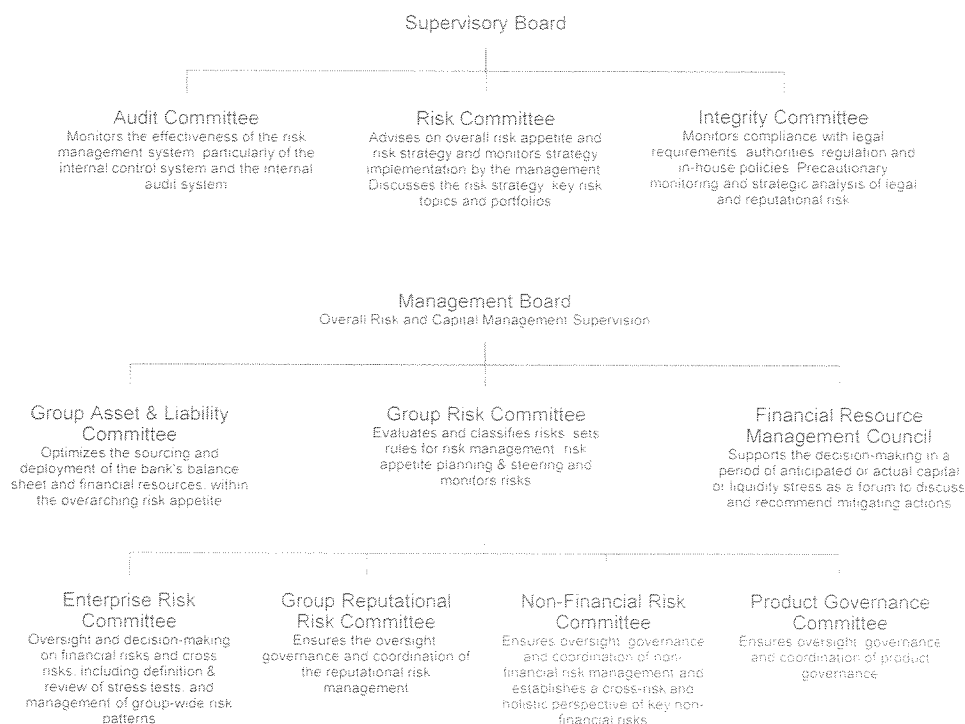 Supervisory Board
Audit Committee
Monitors the effectiveness of the risk
management system particularly of the
internal control system and the internal
audit system
Risk Committee
Advises on overall risk appetite and
risk strategy and monitors strategy
implementation by the management
Discusses the risk strategy key risk
topics and portfolios
Integrity Committee
Monitors compliance with legal
requirements authorities regulation and
in-house policies Precautionary
monitoring and strategic analysis of legal
and reputational risk
Management Board
Overall Risk and Capital Management Supervision
Group Asset & Liability
Committee
Optimizes the sourcing and
deployment of the bank's balance
sheet and financial resources. within
the overarching risk appetite
Group Risk Committee
Evaluates and classifies risks sets
rules for risk management risk
appetite planning & steering and
monitors risks
Financial Resource
Management Council
Supports the decision-making in a
period of anticipated or actual capital
or liquidity stress as a forum to discuss
and recommend mitigating actions
Enterprise Risk
Committee
Oversight and decision-making
on financial risks and cross
risks. including definition &
review of stress tests. and
management of group-wide risk
patterns
Group Reputational
Risk Committee
Ensures the oversight
governance and coordination of
the reputational risk
management
Non-Financial Risk
Committee
Ensures oversight governance
and coordination of non-
financial risk management and
establishes a cross-risk and
holistic perspective of key non-
financial risks
Product Governance
Committee
Ensures oversight governance
and coordination of product
governance